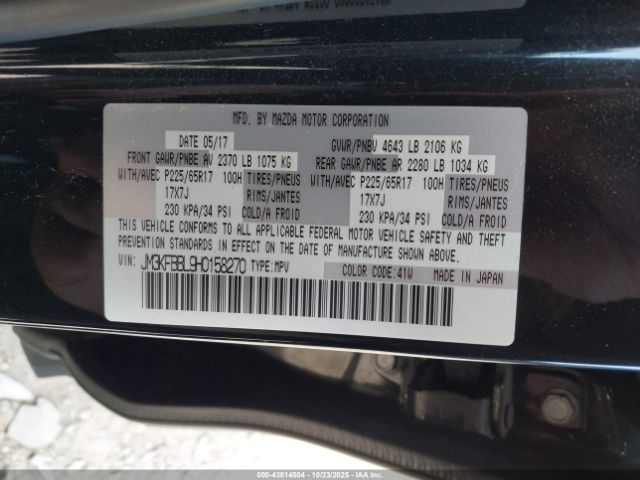 MFD. BY MAZDA MOTOR CORPORATION
DATE 05/17 GVWR/PNBV 4643 LB 2106 KG
FRONT GAWR/PNBE AV 2370 LB 1075 KG REAR GAWR/PNBE AR 2280 LB 1034 KG
WITH/AVEC P225/65R17 100H TIRES/PNEUS WITH/AVEC P225/65R17 100H TIRES/PNEUS
17X7J RIMS/JANTES 17X7J RIMS/JANTES
230 KPA/34 PSI COLD/A FROID 230 KPA/34 PSI COLD/A FROID
THIS VEHICLE CONFORMS TO ALL APPLICABLE FEDERAL MOTOR VEHICLE SAFETY AND THEFT
PREVENTION STANDARDS IN EFFECT ON THE DATE OF MANUFACTURE SHOWN ABOVE.
VIN: JM3KFBBL9H0158270 TYPE:MPV COLOR CODE:41W MADE IN JAPAN
000-43514504 | 10/23/2025 | IAAI.COM